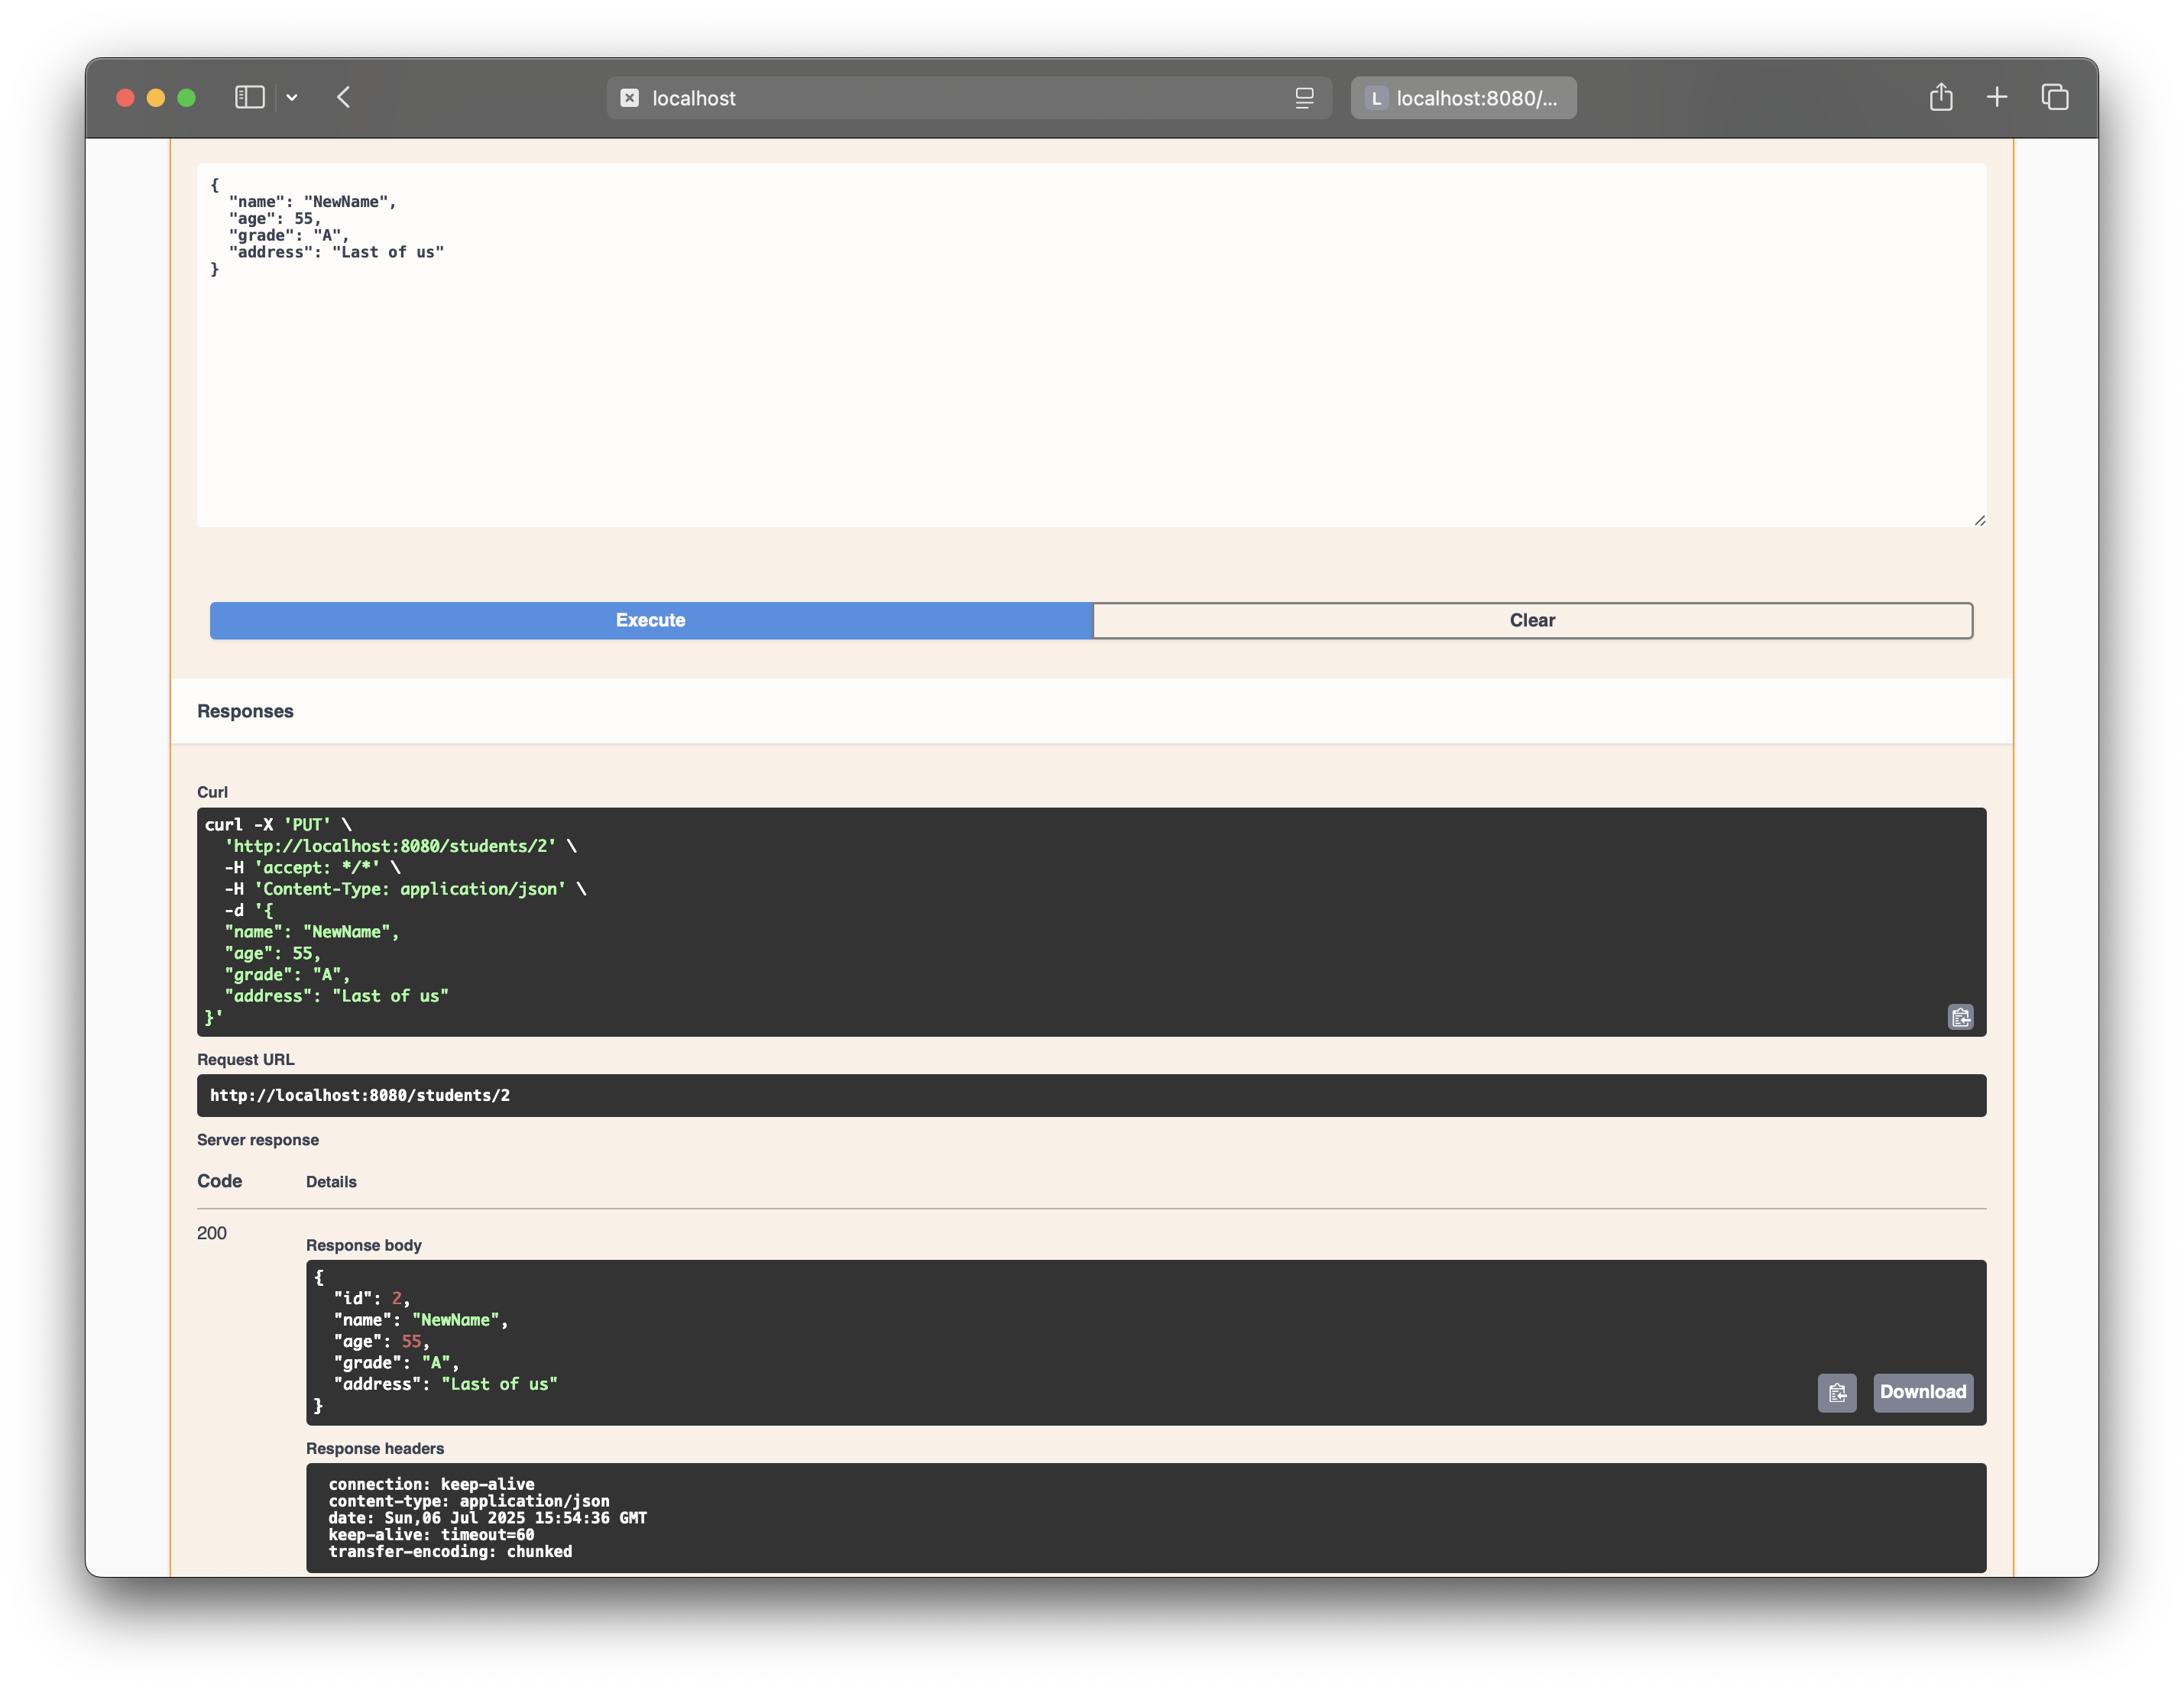 localhost
L localhost:8080/...
{
  "name": "NewName",
  "age": 55,
  "grade": "A",
  "address": "Last of us"
}
Execute
Clear
Responses
Curl
curl -X 'PUT' \
  'http://localhost:8080/students/2' \
  -H 'accept: */*' \
  -H 'Content-Type: application/json' \
  -d '{
  "name": "NewName",
  "age": 55,
  "grade": "A",
  "address": "Last of us"
}'
Request URL
http://localhost:8080/students/2
Server response
Code Details
200
Response body
{
  "id": 2,
  "name": "NewName",
  "age": 55,
  "grade": "A",
  "address": "Last of us"
}
Download
Response headers
connection: keep-alive
content-type: application/json
date: Sun,06 Jul 2025 15:54:36 GMT
keep-alive: timeout=60
transfer-encoding: chunked